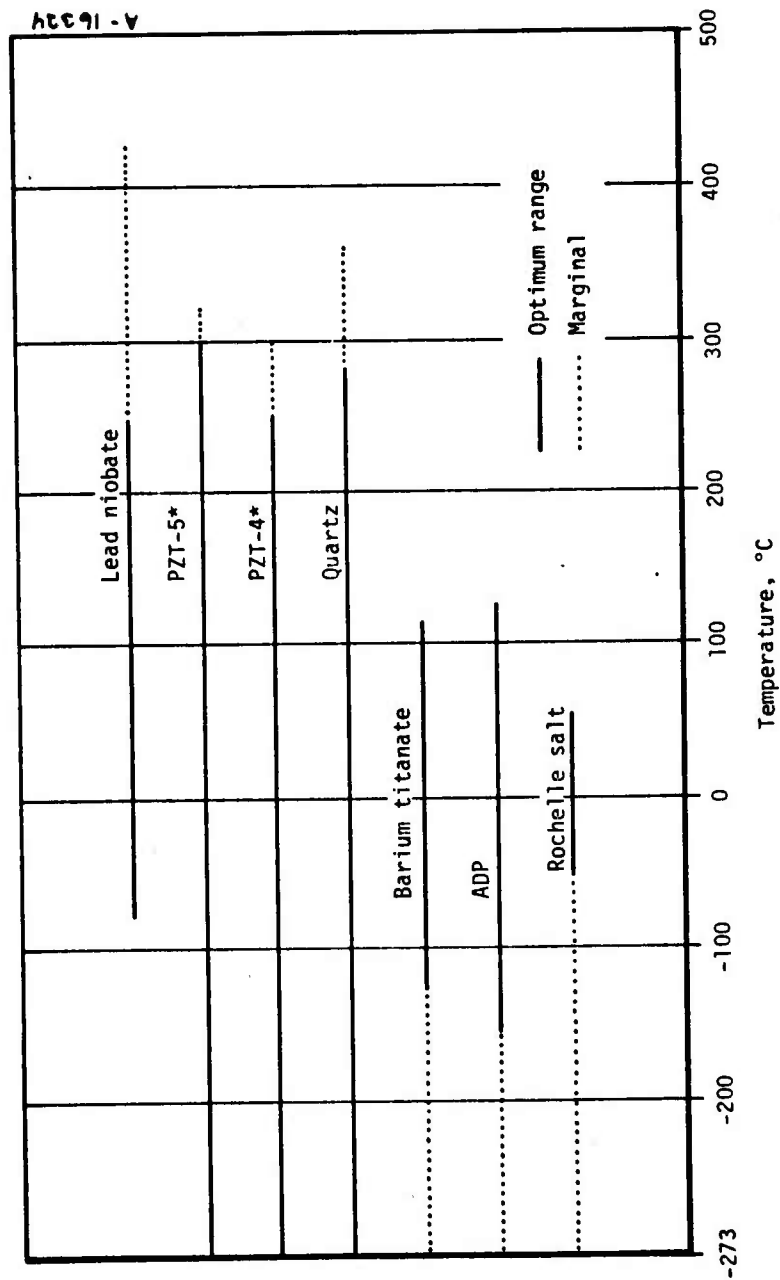 A-16324
Lead niobate
PZT-5*
PZT-4*
Quartz
Barium titanate
ADP
Rochelle salt
Optimum range
Marginal
-273
-200
-100
0
100
200
300
400
500
Temperature, °C